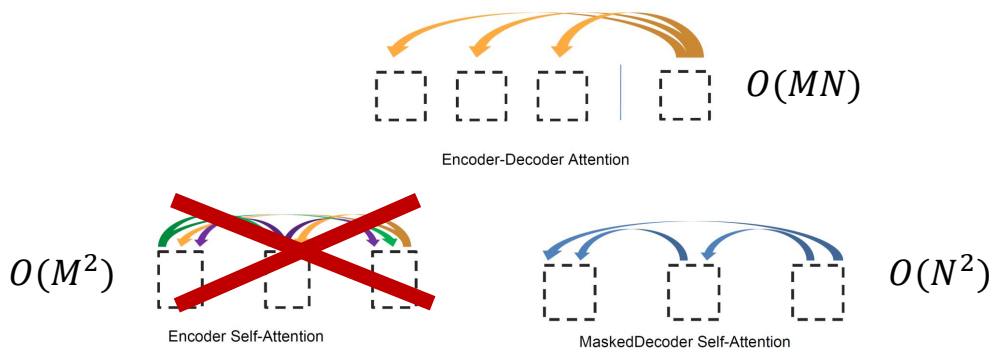 O(MN)
Encoder-Decoder Attention
O(M²)
O(N²)
Encoder Self-Attention
MaskedDecoder Self-Attention